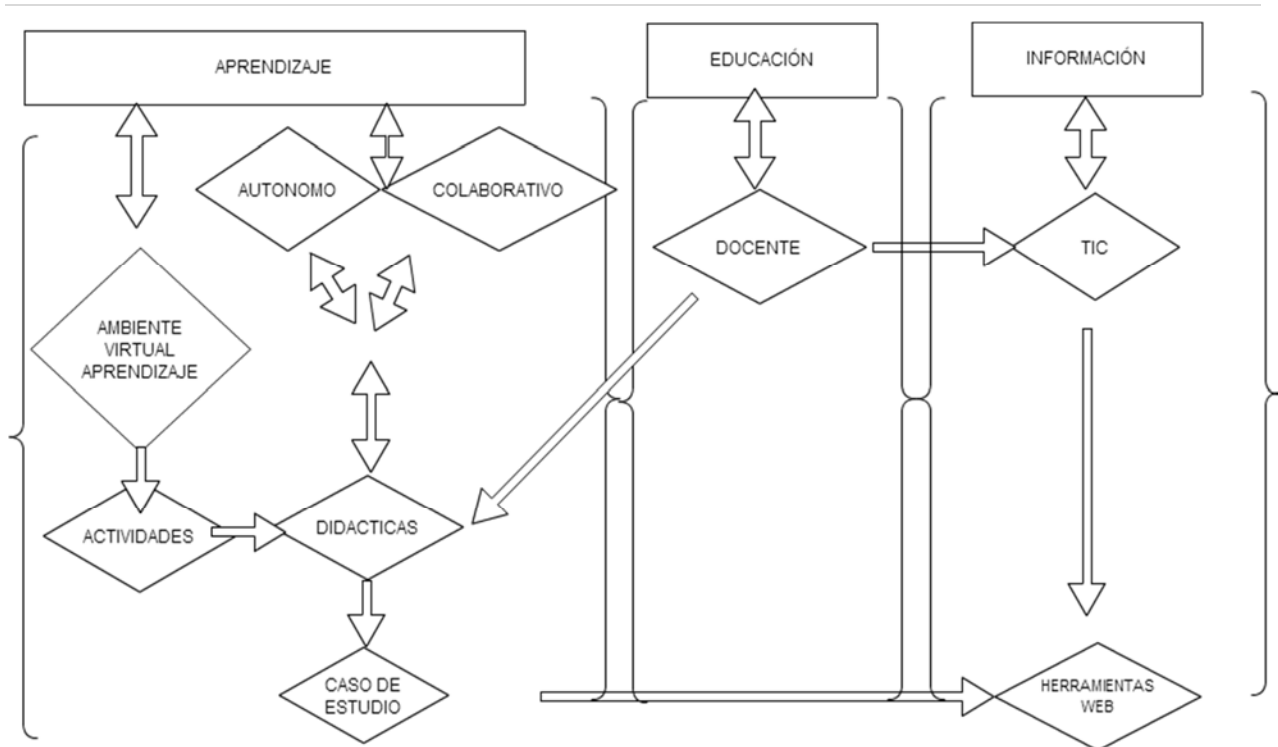 APRENDIZAJE
EDUCACIÓN
INFORMACIÓN
AUTONOMO
COLABORATIVO
DOCENTE
TIC
AMBIENTE
VIRTUAL
APRENDIZAJE
ACTIVIDADES
DIDACTICAS
CASO DE
ESTUDIO
HERRAMIENTAS
WEB